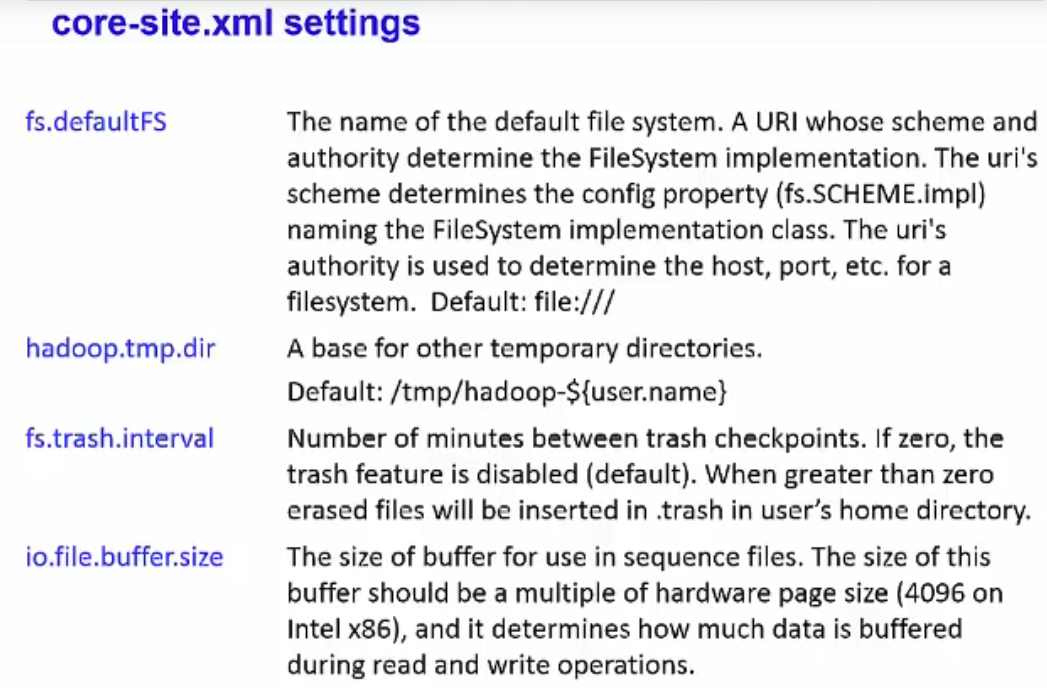 core-site.xml settings
fs.defaultFS
The name of the default file system. A URI whose scheme and
authority determine the FileSystem implementation. The uri's
scheme determines the config property (fs.SCHEME.impl)
naming the FileSystem implementation class. The uri's
authority is used to determine the host, port, etc. for a
filesystem. Default: file:///
hadoop.tmp.dir
A base for other temporary directories.
Default: /tmp/hadoop-${user.name}
fs.trash.interval
Number of minutes between trash checkpoints. If zero, the
trash feature is disabled (default). When greater than zero
erased files will be inserted in .trash in user’s home directory.
io.file.buffer.size
The size of buffer for use in sequence files. The size of this
buffer should be a multiple of hardware page size (4096 on
Intel x86), and it determines how much data is buffered
during read and write operations.